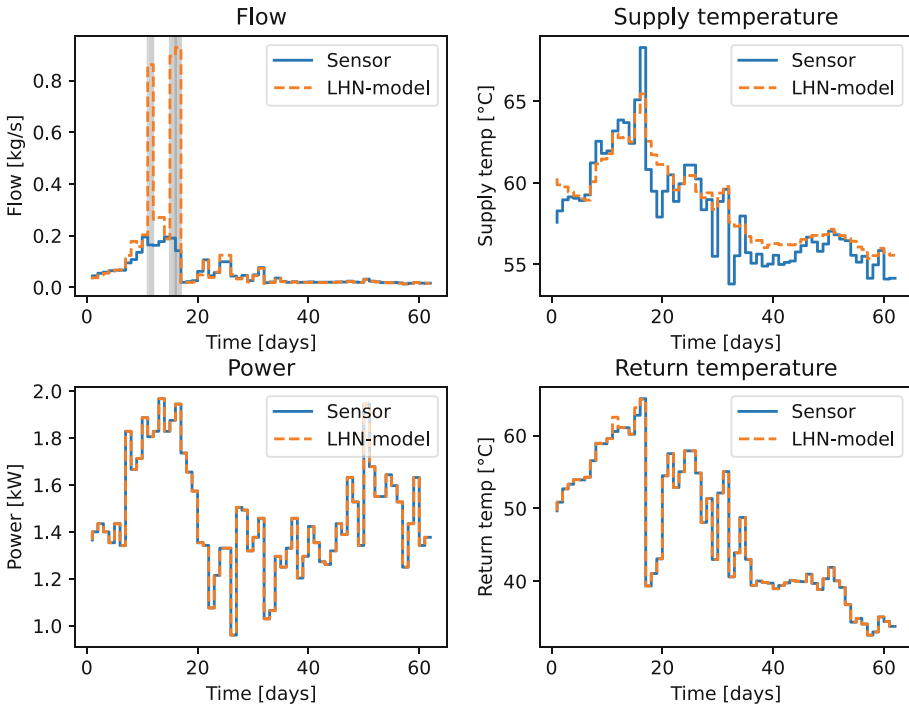 Flow
Flow [kg/s]
0.8
0.6
0.4
0.2
0.0
Sensor
LHN-model
0 20 40 60
Time [days]
Supply temperature
Supply temp [°C]
65
60
55
Sensor
LHN-model
0 20 40 60
Time [days]
Power
Power [kW]
2.0
1.8
1.6
1.4
1.2
1.0
Sensor
LHN-model
0 20 40 60
Time [days]
Return temperature
Return temp [°C]
60
50
40
Sensor
LHN-model
0 20 40 60
Time [days]